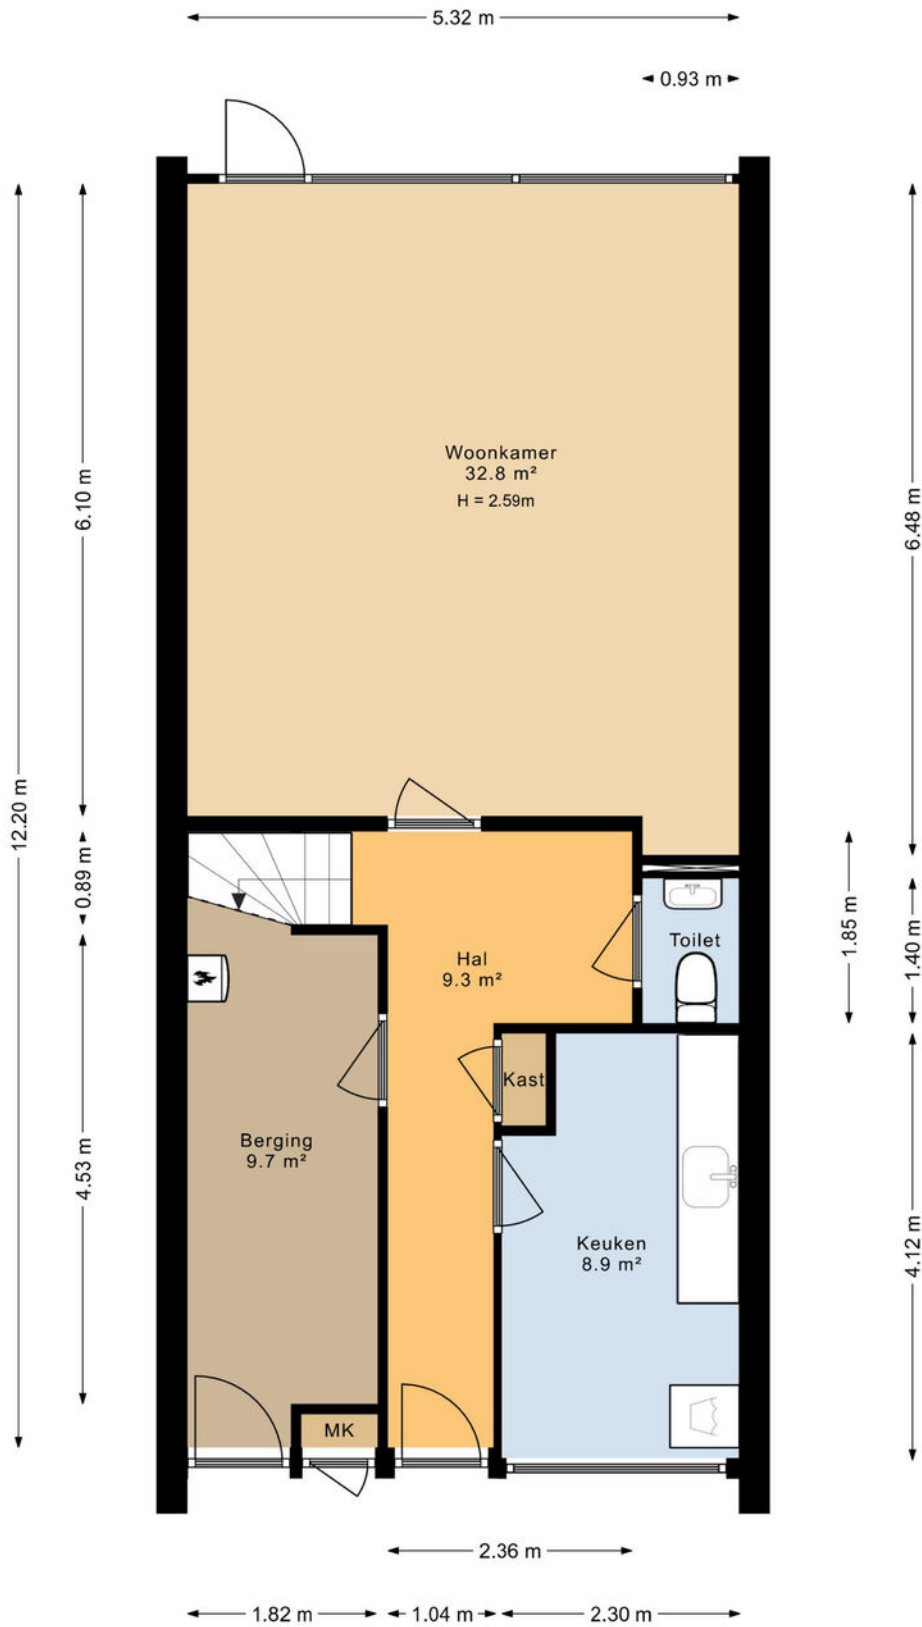 5.32 m
0.93 m
Woonkamer
32.8 m²
H = 2.59m
6.10 m
6.48 m
12.20 m
0.89 m
1.85 m
1.40 m
Toilet
Hal
9.3 m²
Kast
Berging
9.7 m²
4.53 m
Keuken
8.9 m²
4.12 m
MK
2.36 m
1.82 m
1.04 m
2.30 m